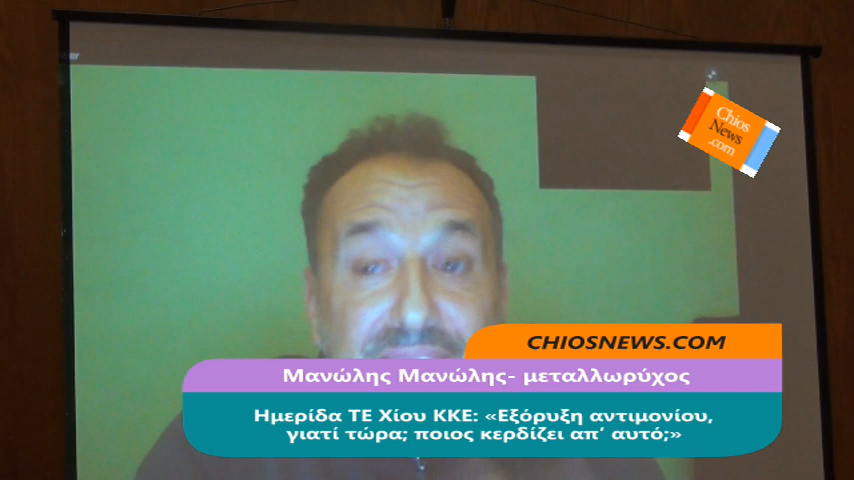 Chios
News
.com
CHIOSNEWS.COM
Μανώλης Μανώλης- μεταλλωρύχος
Ημερίδα ΤΕ Χίου ΚΚΕ: «Εξόρυξη αντιμονίου,
γιατί τώρα; ποιος κερδίζει απ’ αυτό;»